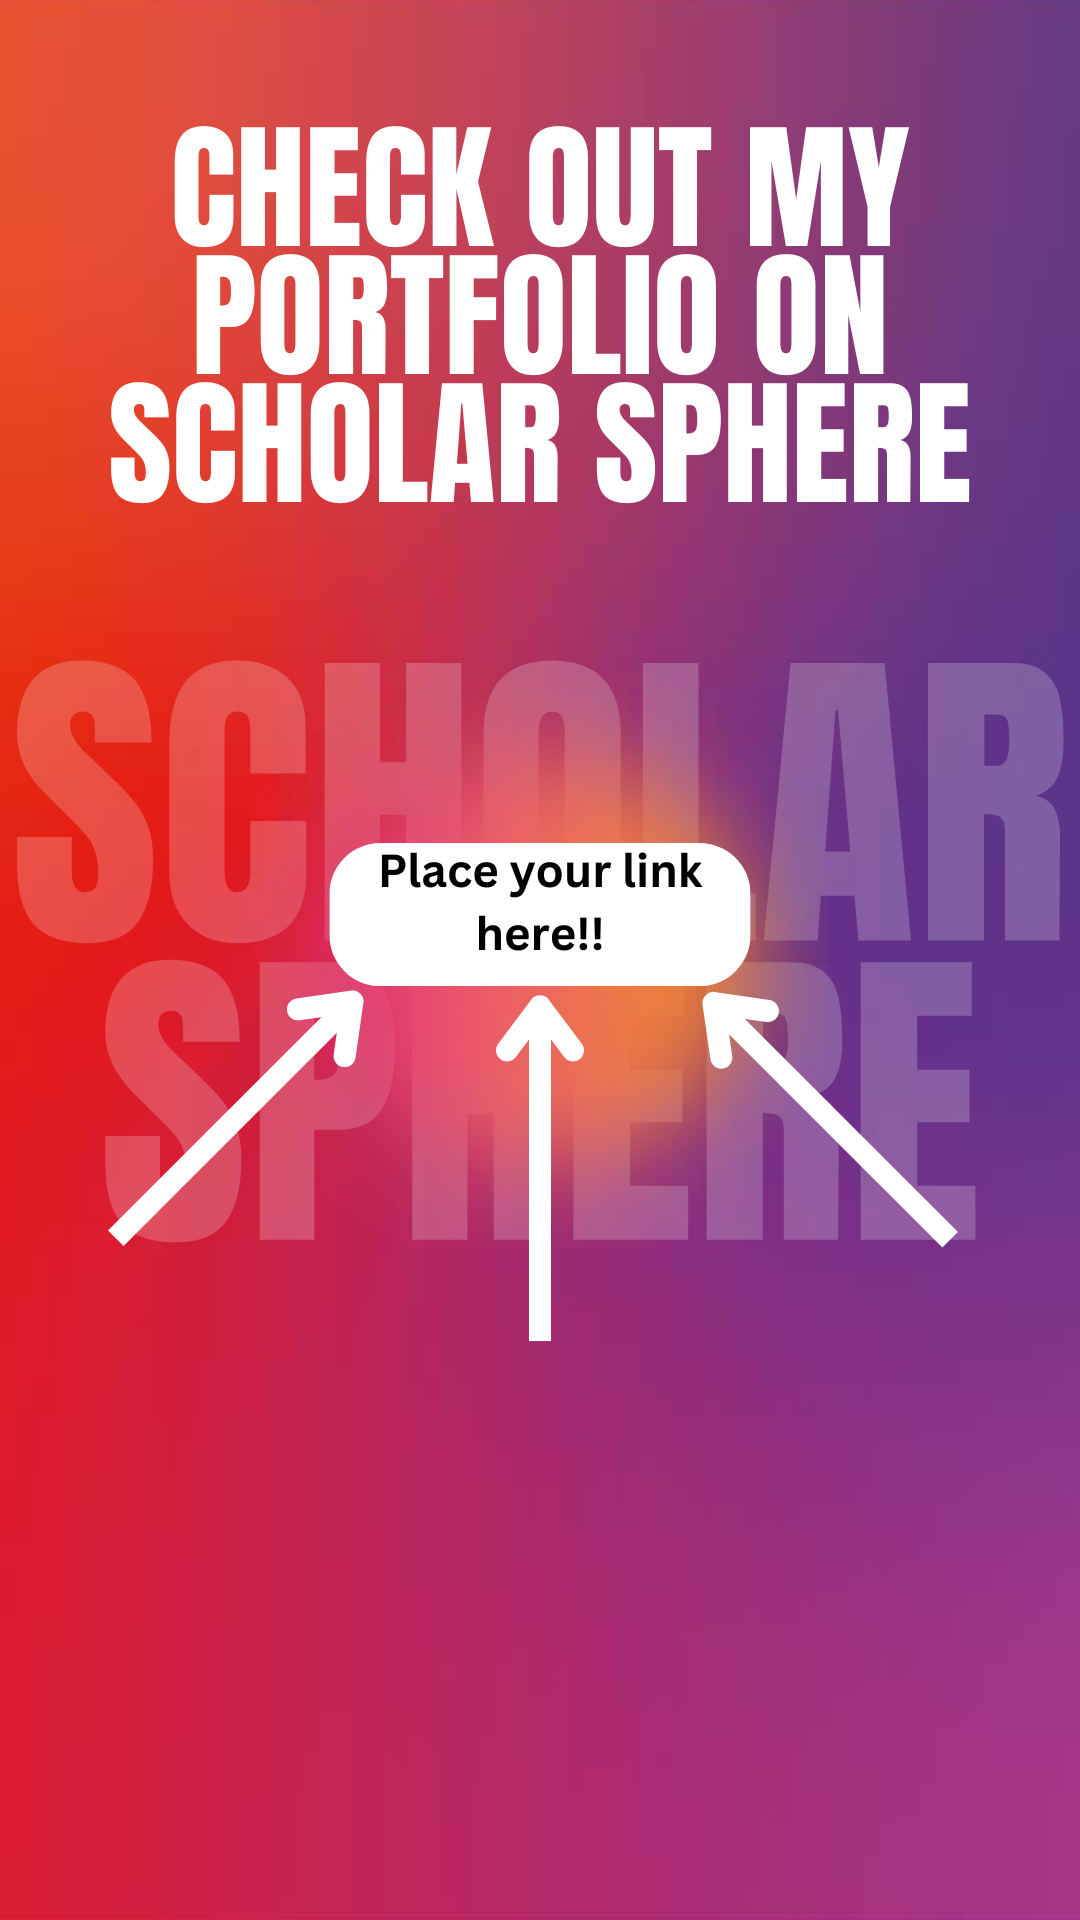 CHECK OUT MY
PORTFOLIO ON
SCHOLAR SPHERE
SCHOLAR
Place your link
here!!
SPHERE